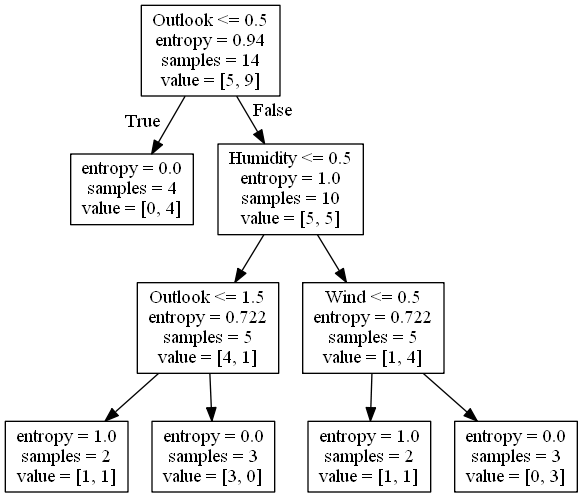 Outlook <= 0.5
entropy = 0.94
samples = 14
value = [5, 9]
True
False
entropy = 0.0
samples = 4
value = [0, 4]
Humidity <= 0.5
entropy = 1.0
samples = 10
value = [5, 5]
Outlook <= 1.5
entropy = 0.722
samples = 5
value = [4, 1]
Wind <= 0.5
entropy = 0.722
samples = 5
value = [1, 4]
entropy = 1.0
samples = 2
value = [1, 1]
entropy = 0.0
samples = 3
value = [3, 0]
entropy = 1.0
samples = 2
value = [1, 1]
entropy = 0.0
samples = 3
value = [0, 3]